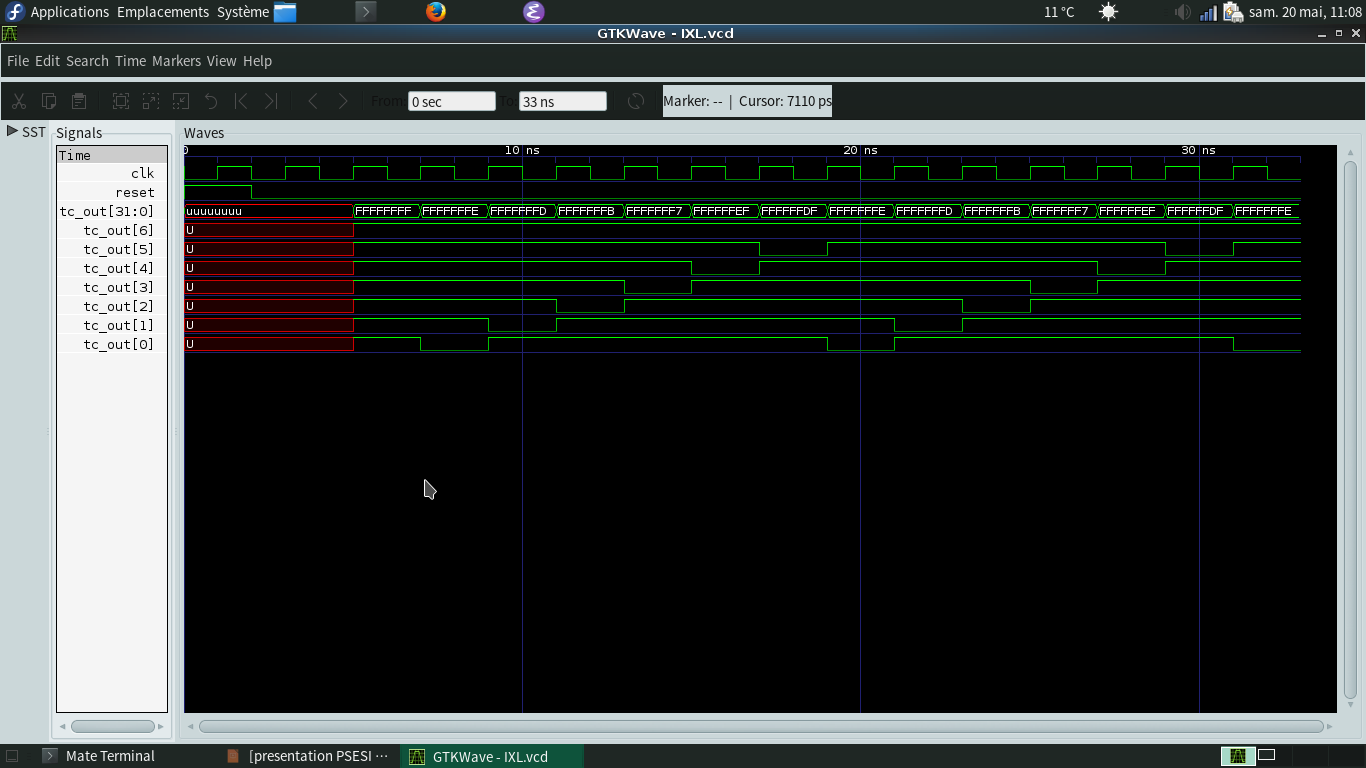 Applications Emplacements Système 11 °C sam. 20 mai, 11:08
GTKWave - IXL.vcd
File Edit Search Time Markers View Help
From: 0 sec To: 33 ns Marker: -- | Cursor: 7110 ps
SST Signals Waves
Time 0 10 ns 20 ns 30 ns
clk
reset
tc_out[31:0] uuuuuuuu FFFFFFFF FFFFFFFE FFFFFFFD FFFFFFFB FFFFFFF7 FFFFFFEF FFFFFFDF FFFFFFFE FFFFFFFD FFFFFFFB FFFFFFF7 FFFFFFEF FFFFFFDF FFFFFFFE
tc_out[6] U
tc_out[5] U
tc_out[4] U
tc_out[3] U
tc_out[2] U
tc_out[1] U
tc_out[0] U
Mate Terminal [presentation PSESI ··· GTKWave - IXL.vcd